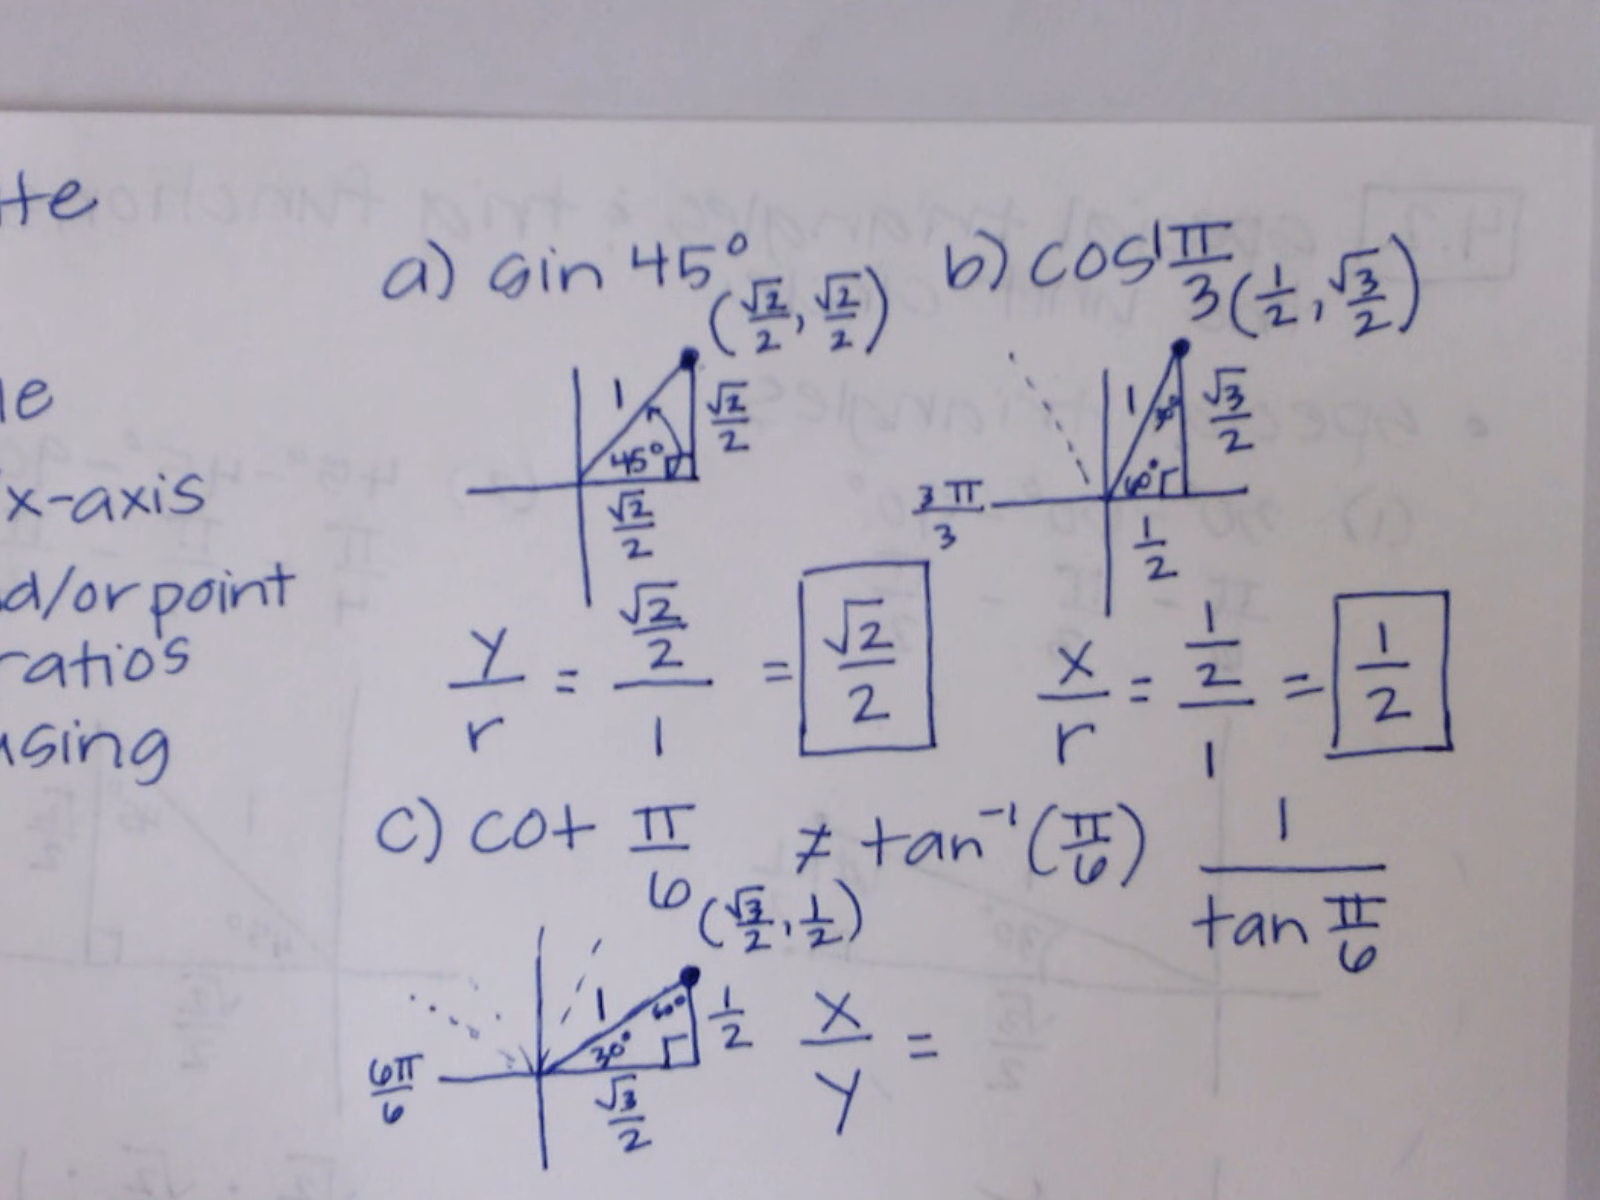 te
le
x-axis
d/or point
ratios
using
a) sin 45°
(√2/2, √2/2)
1
45°
√2/2
√2/2
y/r = (√2/2)/1 = √2/2
b) cos π/3
(1/2, √3/2)
1
30°
60°
√3/2
3π/3
1/2
x/r = (1/2)/1 = 1/2
c) cot π/6 ≠ tan⁻¹(π/6) 1/(tan π/6)
(√3/2, 1/2)
1
60°
30°
1/2
6π/6
√3/2
x/y =